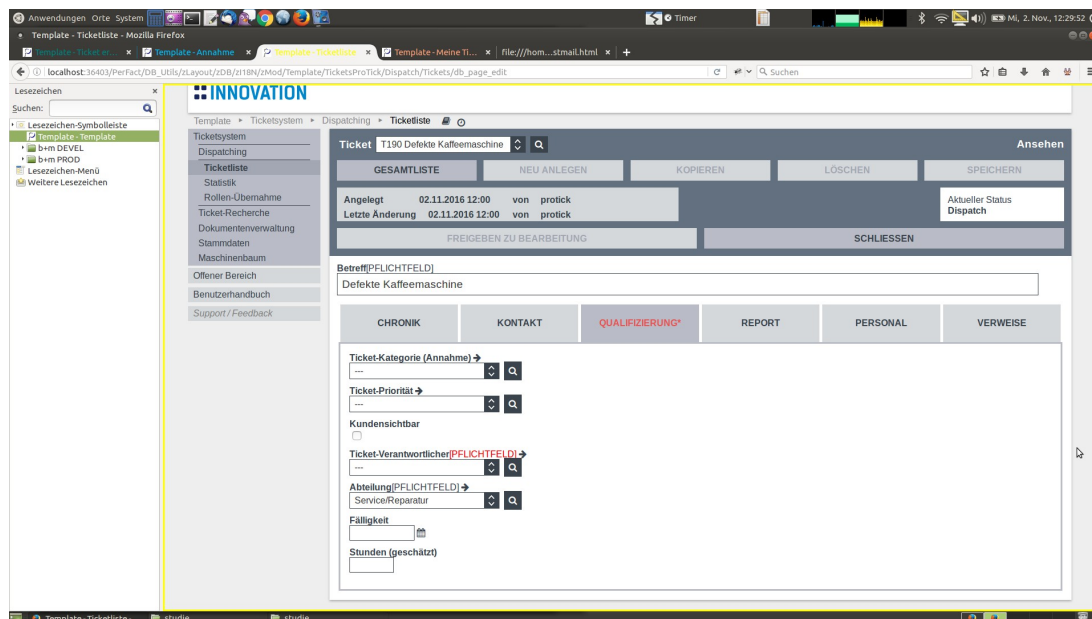 Anwendungen Orte System
Timer
Mi, 2. Nov., 12:29:52
Template - Ticketliste - Mozilla Firefox
Template - Ticket er...
Template - Annahme
Template - Ticketliste
Template - Meine Ti...
file:///hom...stmail.html
localhost:36403/PerFact/DB_Utils/zLayout/zDB/zI18N/zMod/Template/TicketsProTick/Dispatch/Tickets/db_page_edit
Suchen
Lesezeichen
Suchen:
Lesezeichen-Symbolleiste
Template - Template
b+m DEVEL
b+m PROD
Lesezeichen-Menü
Weitere Lesezeichen
INNOVATION
Template Ticketsystem Dispatching Ticketliste
Ticketsystem
Dispatching
Ticketliste
Statistik
Rollen-Übernahme
Ticket-Recherche
Dokumentenverwaltung
Stammdaten
Maschinenbaum
Offener Bereich
Benutzerhandbuch
Support / Feedback
Ticket T190 Defekte Kaffeemaschine Ansehen
GESAMTLISTE NEU ANLEGEN KOPIEREN LÖSCHEN SPEICHERN
Angelegt 02.11.2016 12:00 von protick
Letzte Änderung 02.11.2016 12:00 von protick
Aktueller Status
Dispatch
FREIGEBEN ZU BEARBEITUNG SCHLIESSEN
Betreff[PFLICHTFELD]
Defekte Kaffeemaschine
CHRONIK KONTAKT QUALIFIZIERUNG* REPORT PERSONAL VERWEISE
Ticket-Kategorie (Annahme)
---
Ticket-Priorität
---
Kundensichtbar
Ticket-Verantwortlicher[PFLICHTFELD]
---
Abteilung[PFLICHTFELD]
Service/Reparatur
Fälligkeit
Stunden (geschätzt)
Template - Ticketliste -
studie
studie